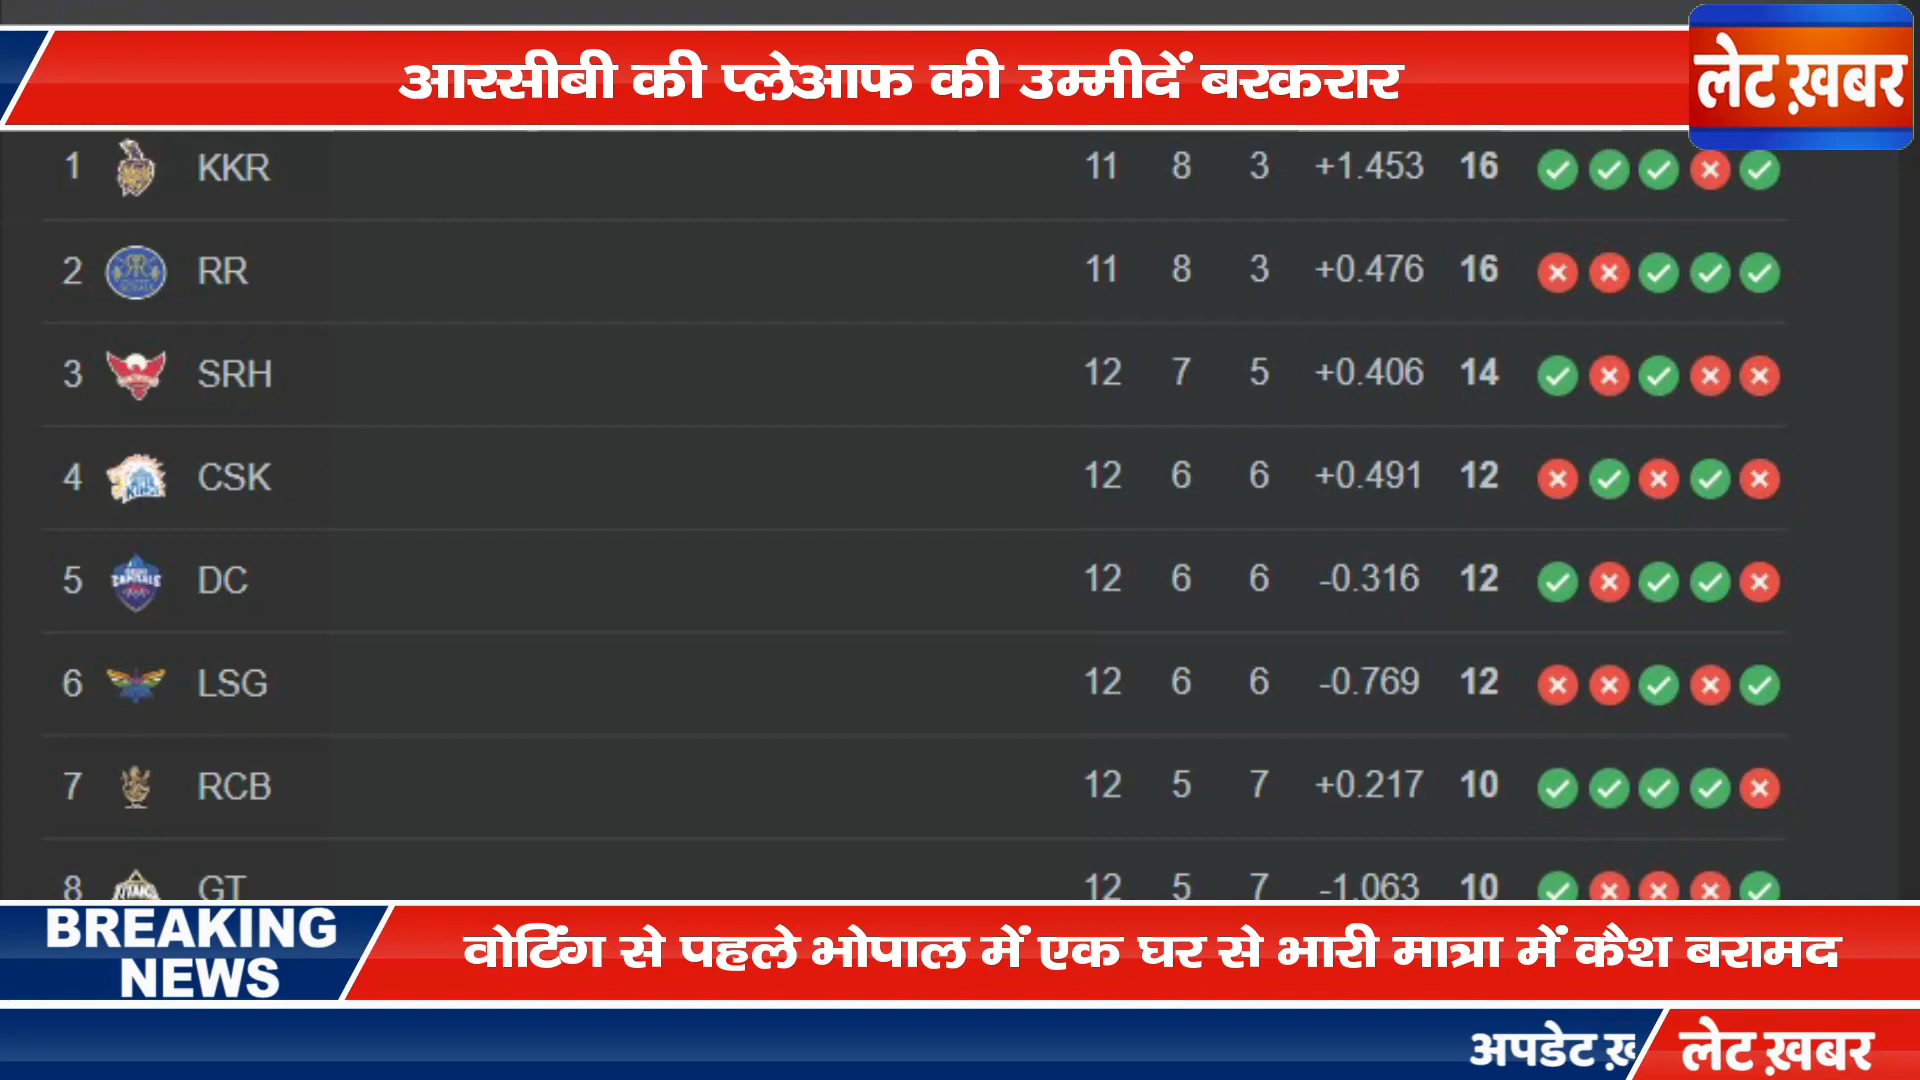 आरसीबी की प्लेआफ की उम्मीदें बरकरार
लेट ख़बर
1 KKR 11 8 3 +1.453 16
2 RR 11 8 3 +0.476 16
3 SRH 12 7 5 +0.406 14
4 CSK 12 6 6 +0.491 12
5 DC 12 6 6 -0.316 12
6 LSG 12 6 6 -0.769 12
7 RCB 12 5 7 +0.217 10
8 GT 12 5 7 -1.063 10
BREAKING
NEWS
वोटिंग से पहले भोपाल में एक घर से भारी मात्रा में कैश बरामद
अपडेट
लेट ख़बर